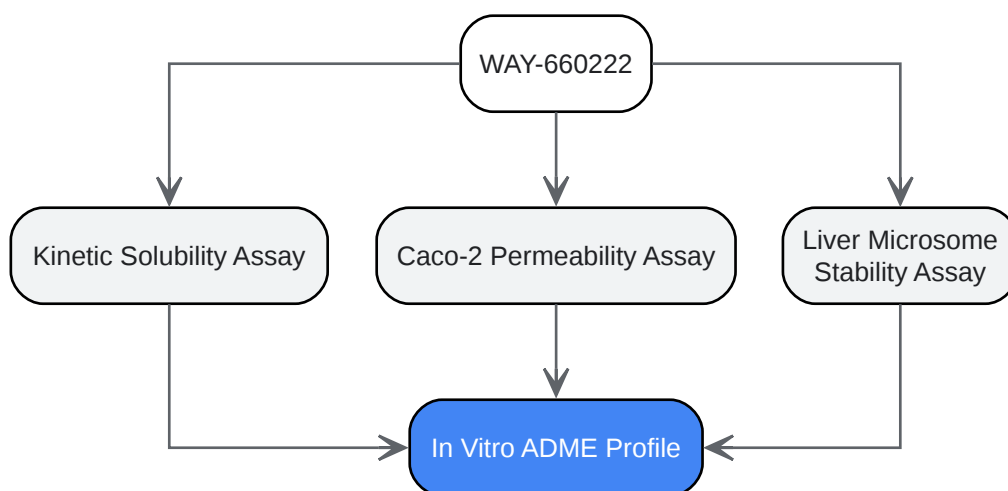 WAY-660222
Kinetic Solubility Assay
Caco-2 Permeability Assay
Liver Microsome
Stability Assay
In Vitro ADME Profile